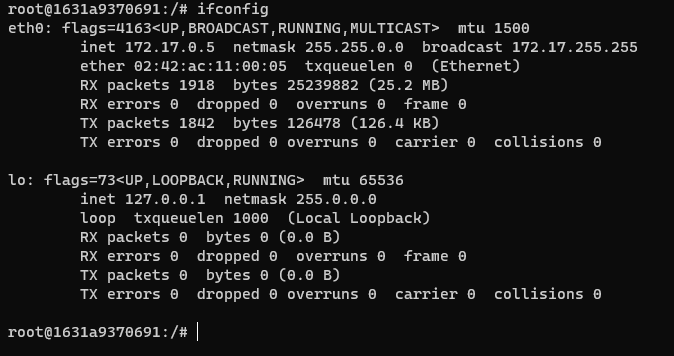 root@1631a9370691:/# ifconfig
eth0: flags=4163<UP,BROADCAST,RUNNING,MULTICAST>  mtu 1500
        inet 172.17.0.5  netmask 255.255.0.0  broadcast 172.17.255.255
        ether 02:42:ac:11:00:05  txqueuelen 0  (Ethernet)
        RX packets 1918  bytes 25239882 (25.2 MB)
        RX errors 0  dropped 0  overruns 0  frame 0
        TX packets 1842  bytes 126478 (126.4 KB)
        TX errors 0  dropped 0 overruns 0  carrier 0  collisions 0

lo: flags=73<UP,LOOPBACK,RUNNING>  mtu 65536
        inet 127.0.0.1  netmask 255.0.0.0
        loop  txqueuelen 1000  (Local Loopback)
        RX packets 0  bytes 0 (0.0 B)
        RX errors 0  dropped 0  overruns 0  frame 0
        TX packets 0  bytes 0 (0.0 B)
        TX errors 0  dropped 0 overruns 0  carrier 0  collisions 0

root@1631a9370691:/#